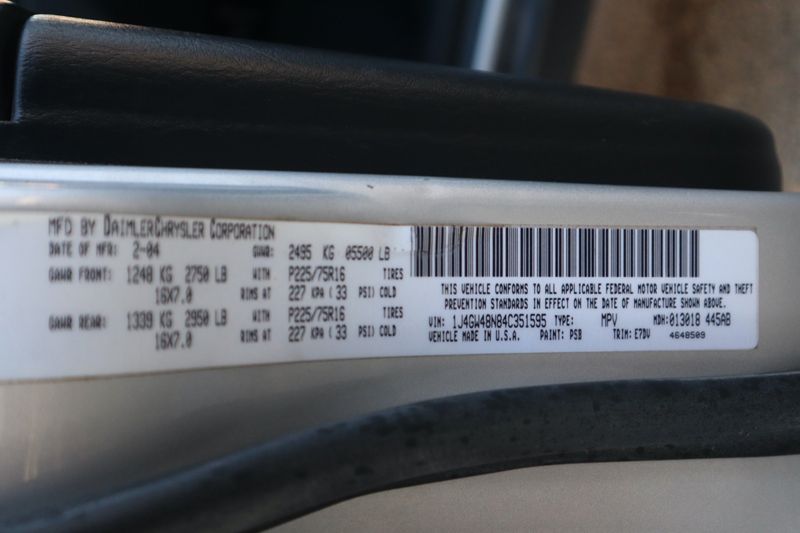 MFD BY DAIMLERCHRYSLER CORPORATION
DATE OF MFR: 2-04 GVWR: 2495 KG 05500 LB
GAWR FRONT: 1248 KG 2750 LB WITH P225/75R16 TIRES
16X7.0 RIMS AT 227 KPA (33 PSI) COLD
GAWR REAR: 1339 KG 2950 LB WITH P225/75R16 TIRES
16X7.0 RIMS AT 227 KPA (33 PSI) COLD
THIS VEHICLE CONFORMS TO ALL APPLICABLE FEDERAL MOTOR VEHICLE SAFETY AND THEFT
PREVENTION STANDARDS IN EFFECT ON THE DATE OF MANUFACTURE SHOWN ABOVE.
VIN: 1J4GW48N84C351595 TYPE: MPV MDH: 013018 445AB
VEHICLE MADE IN U.S.A. PAINT: PSB TRIM: E7DV 4648509